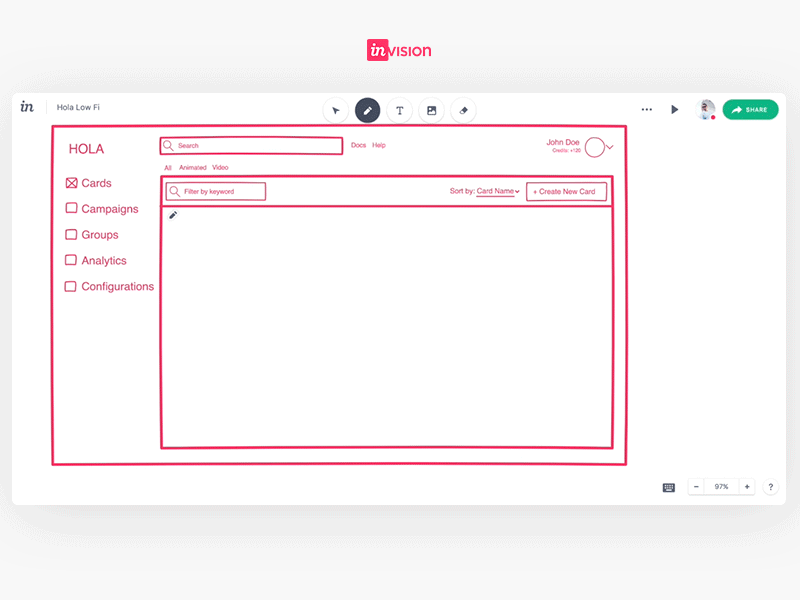 inVISION
in
Hola Low Fi
T
SHARE
HOLA
Search
Docs Help
John Doe
Credits: +120
All Animated Video
Cards
Campaigns
Groups
Analytics
Configurations
Filter by keyword
Sort by: Card Name
+ Create New Card
− 97% + ?